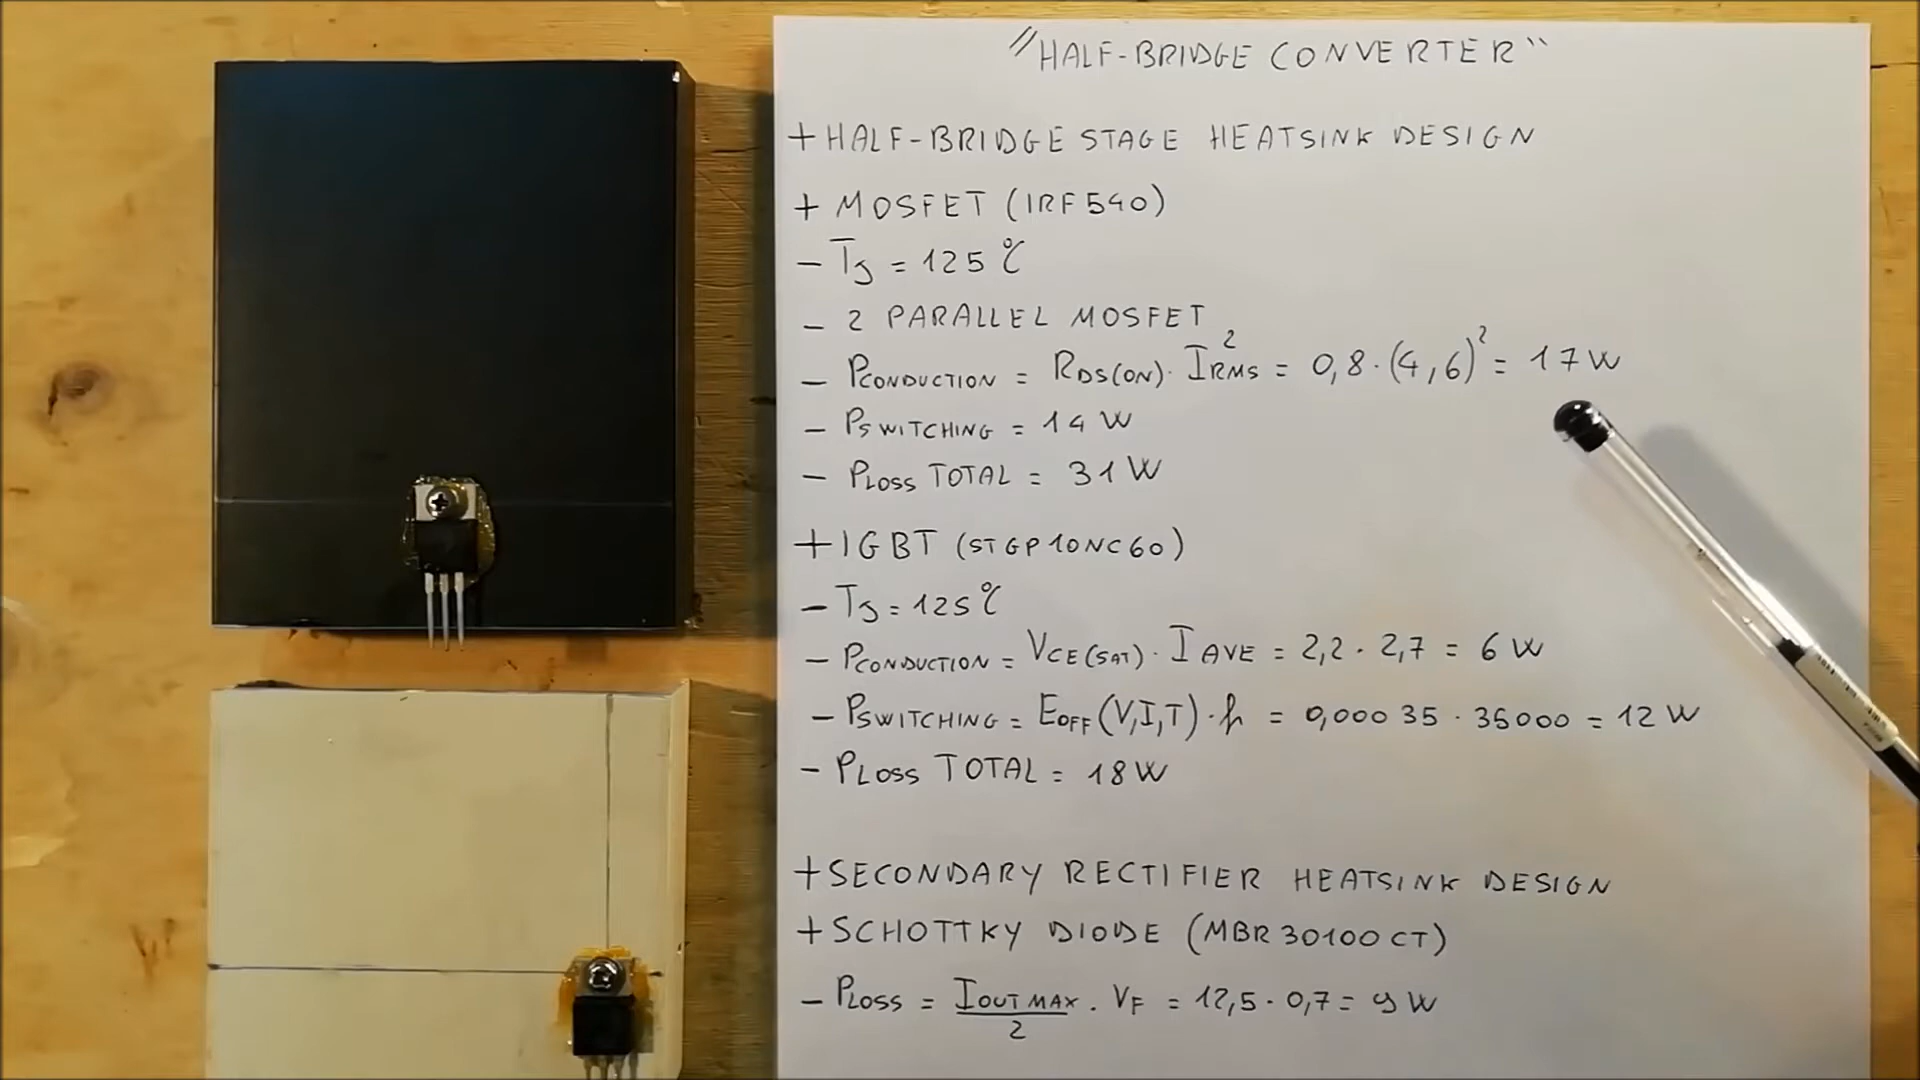 "HALF-BRIDGE CONVERTER"
+ HALF-BRIDGE STAGE HEATSINK DESIGN
+ MOSFET (IRF540)
- TJ = 125 °C
- 2 PARALLEL MOSFET
- PCONDUCTION = RDS(ON) · IRMS² = 0,8 · (4,6)² = 17 W
- PSWITCHING = 14 W
- PLOSS TOTAL = 31 W
+ IGBT (STGP10NC60)
- TJ = 125 °C
- PCONDUCTION = VCE(SAT) · IAVE = 2,2 · 2,7 = 6 W
- PSWITCHING = EOFF(V,I,T) · f = 0,000 35 · 35000 = 12 W
- PLOSS TOTAL = 18 W
+ SECONDARY RECTIFIER HEATSINK DESIGN
+ SCHOTTKY DIODE (MBR30100CT)
- PLOSS = IOUT MAX / 2 · VF = 12,5 · 0,7 = 9 W